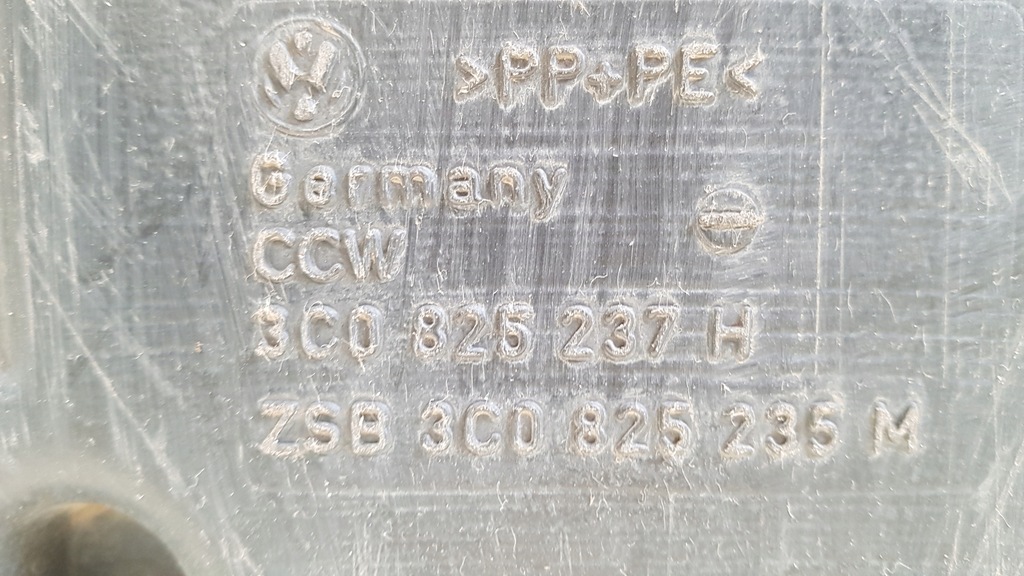 >PP+PE<
Germany
CCW
3C0 825 237 H
ZSB 3C0 825 235 M